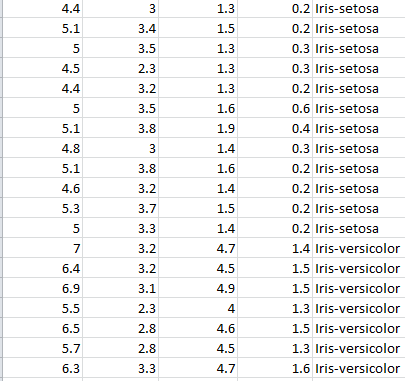 4.4 3 1.3 0.2 Iris-setosa
5.1 3.4 1.5 0.2 Iris-setosa
5 3.5 1.3 0.3 Iris-setosa
4.5 2.3 1.3 0.3 Iris-setosa
4.4 3.2 1.3 0.2 Iris-setosa
5 3.5 1.6 0.6 Iris-setosa
5.1 3.8 1.9 0.4 Iris-setosa
4.8 3 1.4 0.3 Iris-setosa
5.1 3.8 1.6 0.2 Iris-setosa
4.6 3.2 1.4 0.2 Iris-setosa
5.3 3.7 1.5 0.2 Iris-setosa
5 3.3 1.4 0.2 Iris-setosa
7 3.2 4.7 1.4 Iris-versicolor
6.4 3.2 4.5 1.5 Iris-versicolor
6.9 3.1 4.9 1.5 Iris-versicolor
5.5 2.3 4 1.3 Iris-versicolor
6.5 2.8 4.6 1.5 Iris-versicolor
5.7 2.8 4.5 1.3 Iris-versicolor
6.3 3.3 4.7 1.6 Iris-versicolor